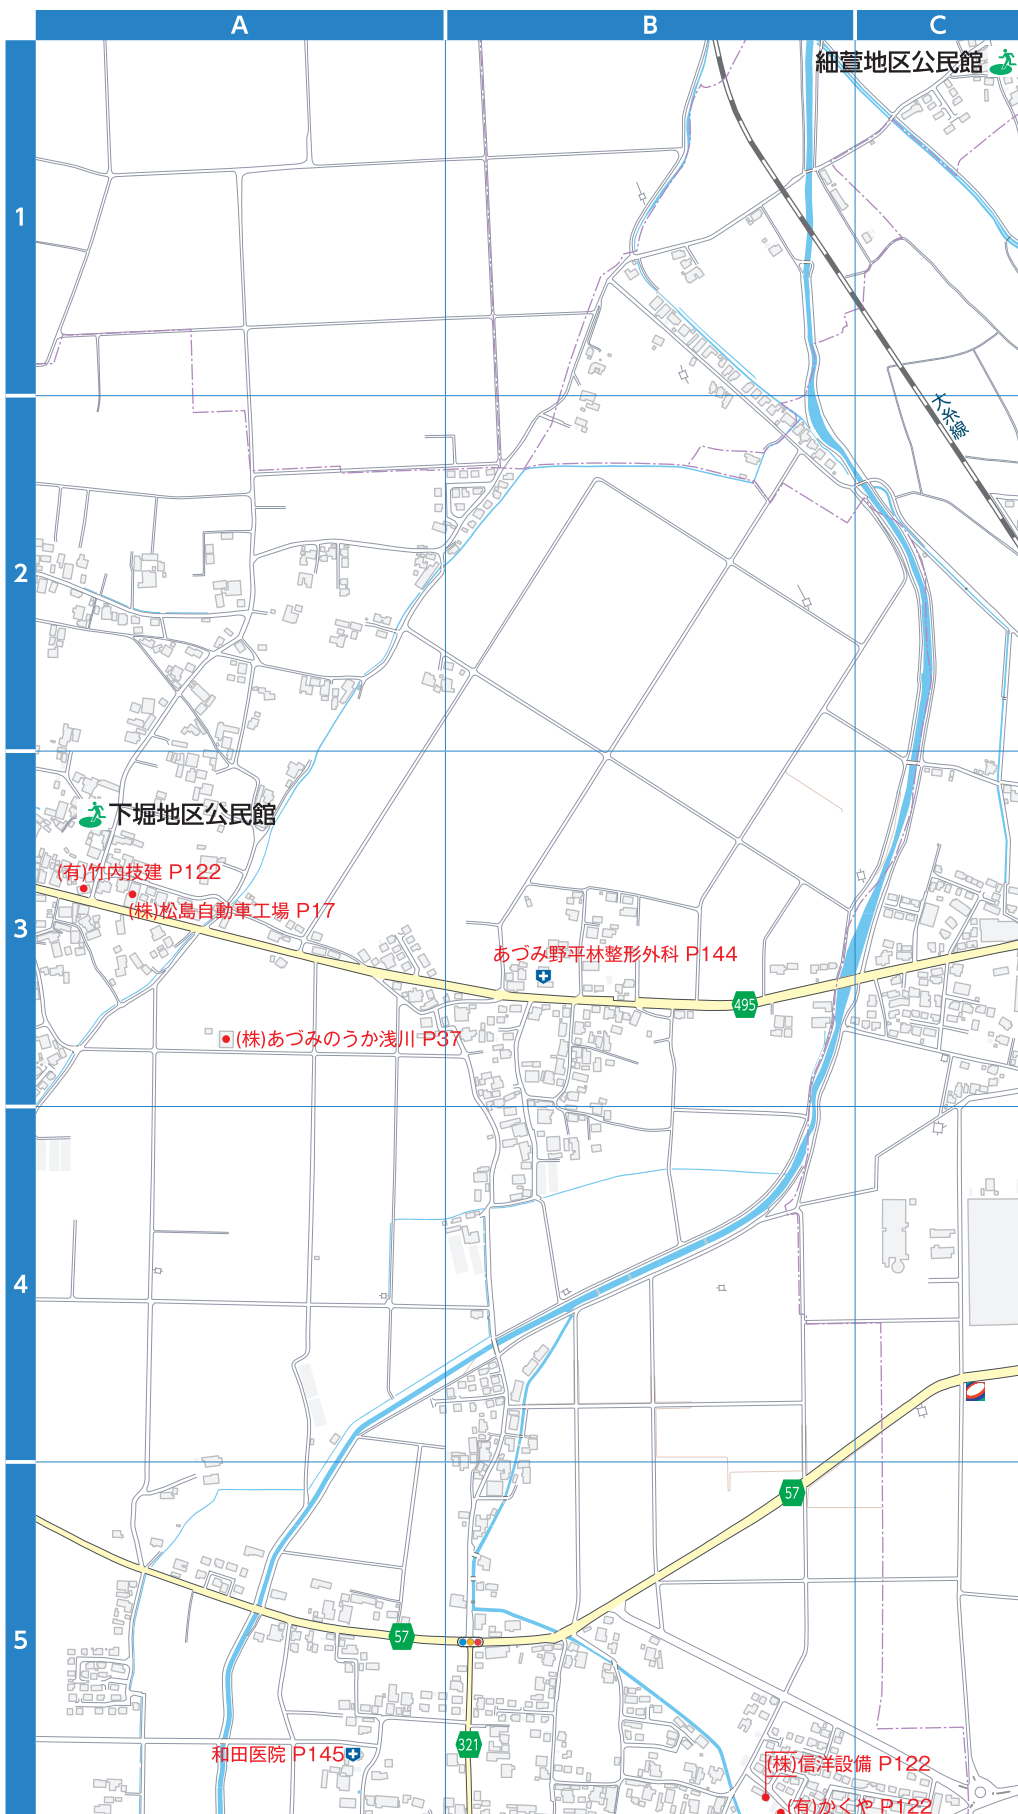 A
B
C
細萱地区公民館
1
大糸線
2
下堀地区公民館
(有)竹内技建 P122
(株)松島自動車工場 P17
3
あづみ野平林整形外科 P144
495
(株)あづみのうか浅川 P37
4
57
5
57
321
和田医院 P145
(株)信洋設備 P122
(有)かくや P122